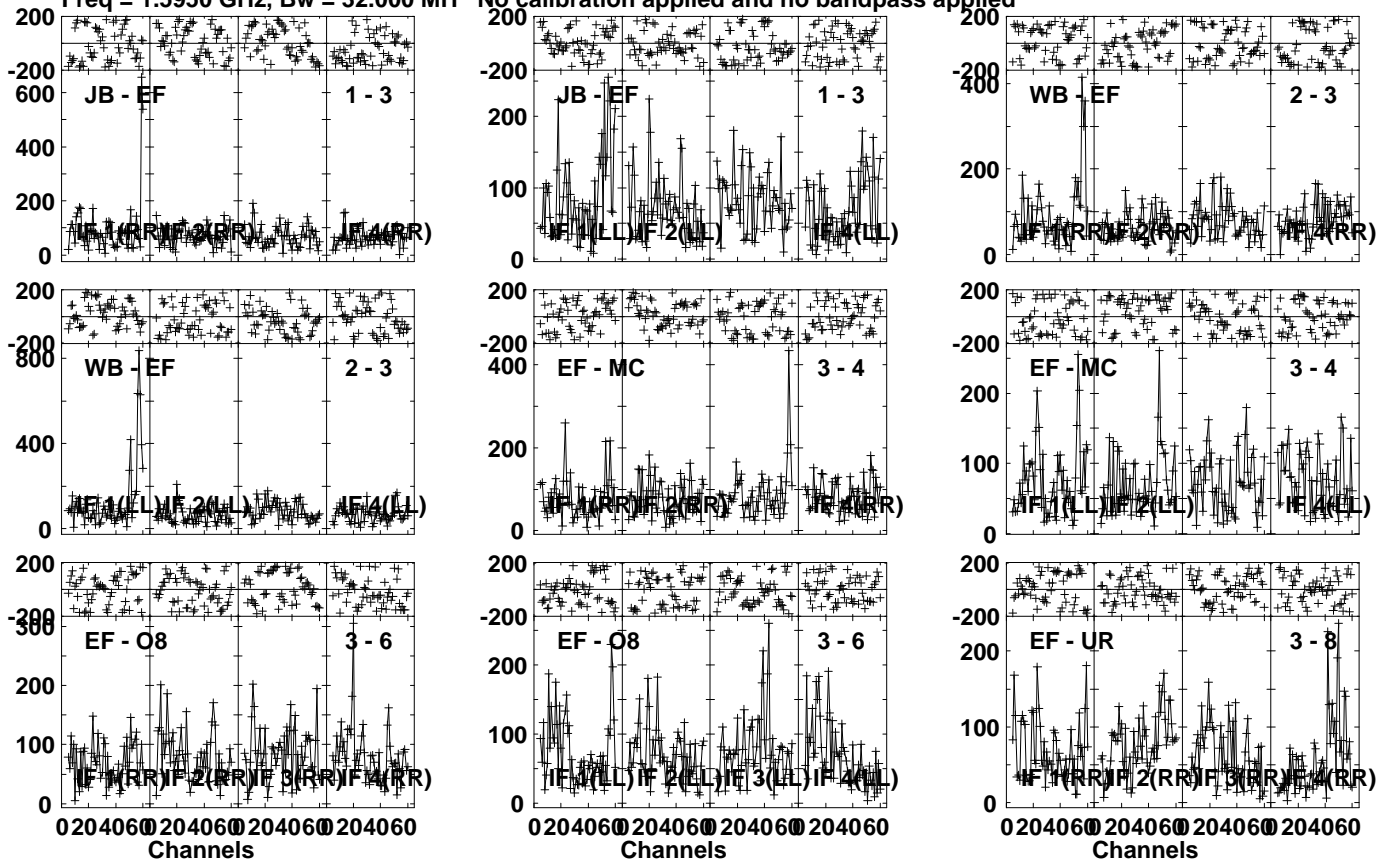 Freq = 1.5950 GHz, Bw = 32.000 MH No calibration applied and no bandpass applied
200
-200
JB - EF 1 - 3
600
400
200
0
IF 1(RR) IF 2(RR) IF 4(RR)
JB - EF 1 - 3
200
100
0
IF 1(LL) IF 2(LL) IF 4(LL)
200
-200
WB - EF 2 - 3
400
200
0
IF 1(RR) IF 2(RR) IF 4(RR)
200
-200
WB - EF 2 - 3
800
400
0
IF 1(LL) IF 2(LL) IF 4(LL)
EF - MC 3 - 4
400
200
0
IF 1(RR) IF 2(RR) IF 4(RR)
200
-200
EF - MC 3 - 4
200
100
0
IF 1(LL) IF 2(LL) IF 4(LL)
200
-200
EF - O8 3 - 6
300
200
100
0
IF 1(RR) IF 2(RR) IF 3(RR) IF 4(RR)
0 20 40 60 0 20 40 60 0 20 40 60 0 20 40 60
Channels
EF - O8 3 - 6
200
100
0
IF 1(LL) IF 2(LL) IF 3(LL) IF 4(LL)
0 20 40 60 0 20 40 60 0 20 40 60 0 20 40 60
Channels
200
-200
EF - UR 3 - 8
200
100
0
IF 1(RR) IF 2(RR) IF 3(RR) IF 4(RR)
0 20 40 60 0 20 40 60 0 20 40 60 0 20 40 60
Channels